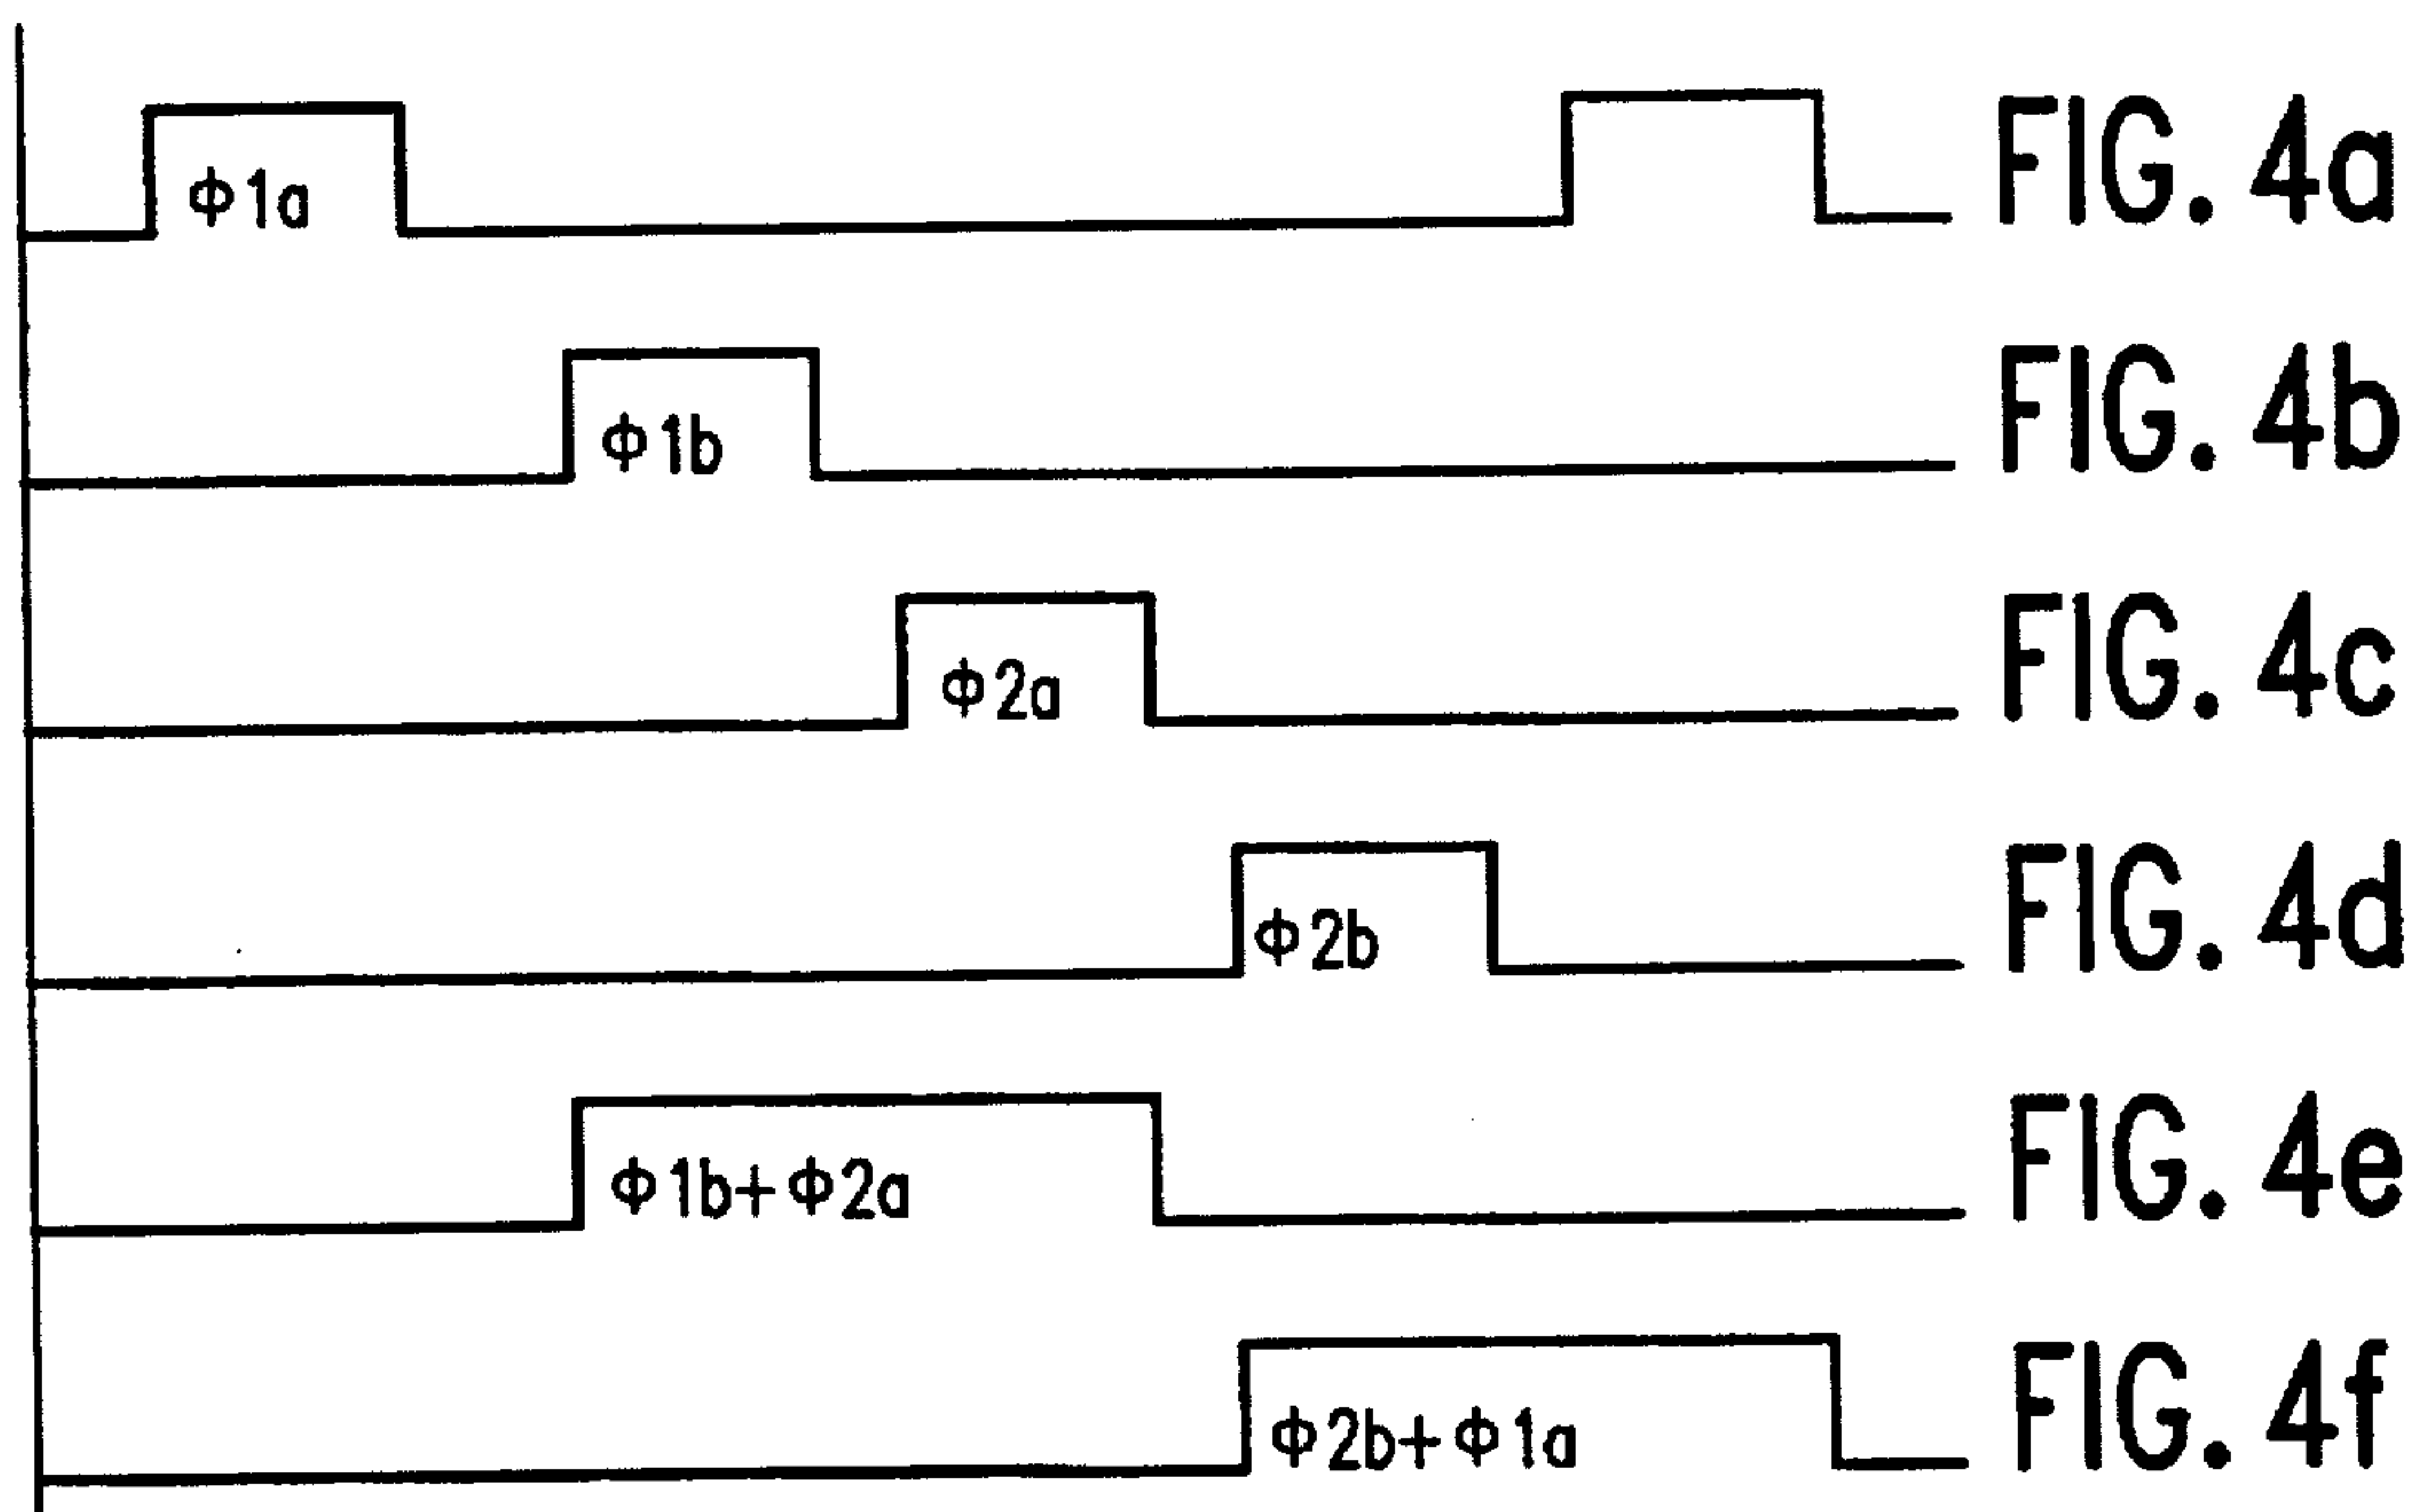 ϕ1a FIG. 4a
ϕ1b FIG. 4b
ϕ2a FIG. 4c
ϕ2b FIG. 4d
ϕ1b+ϕ2a FIG. 4e
ϕ2b+ϕ1a FIG. 4f